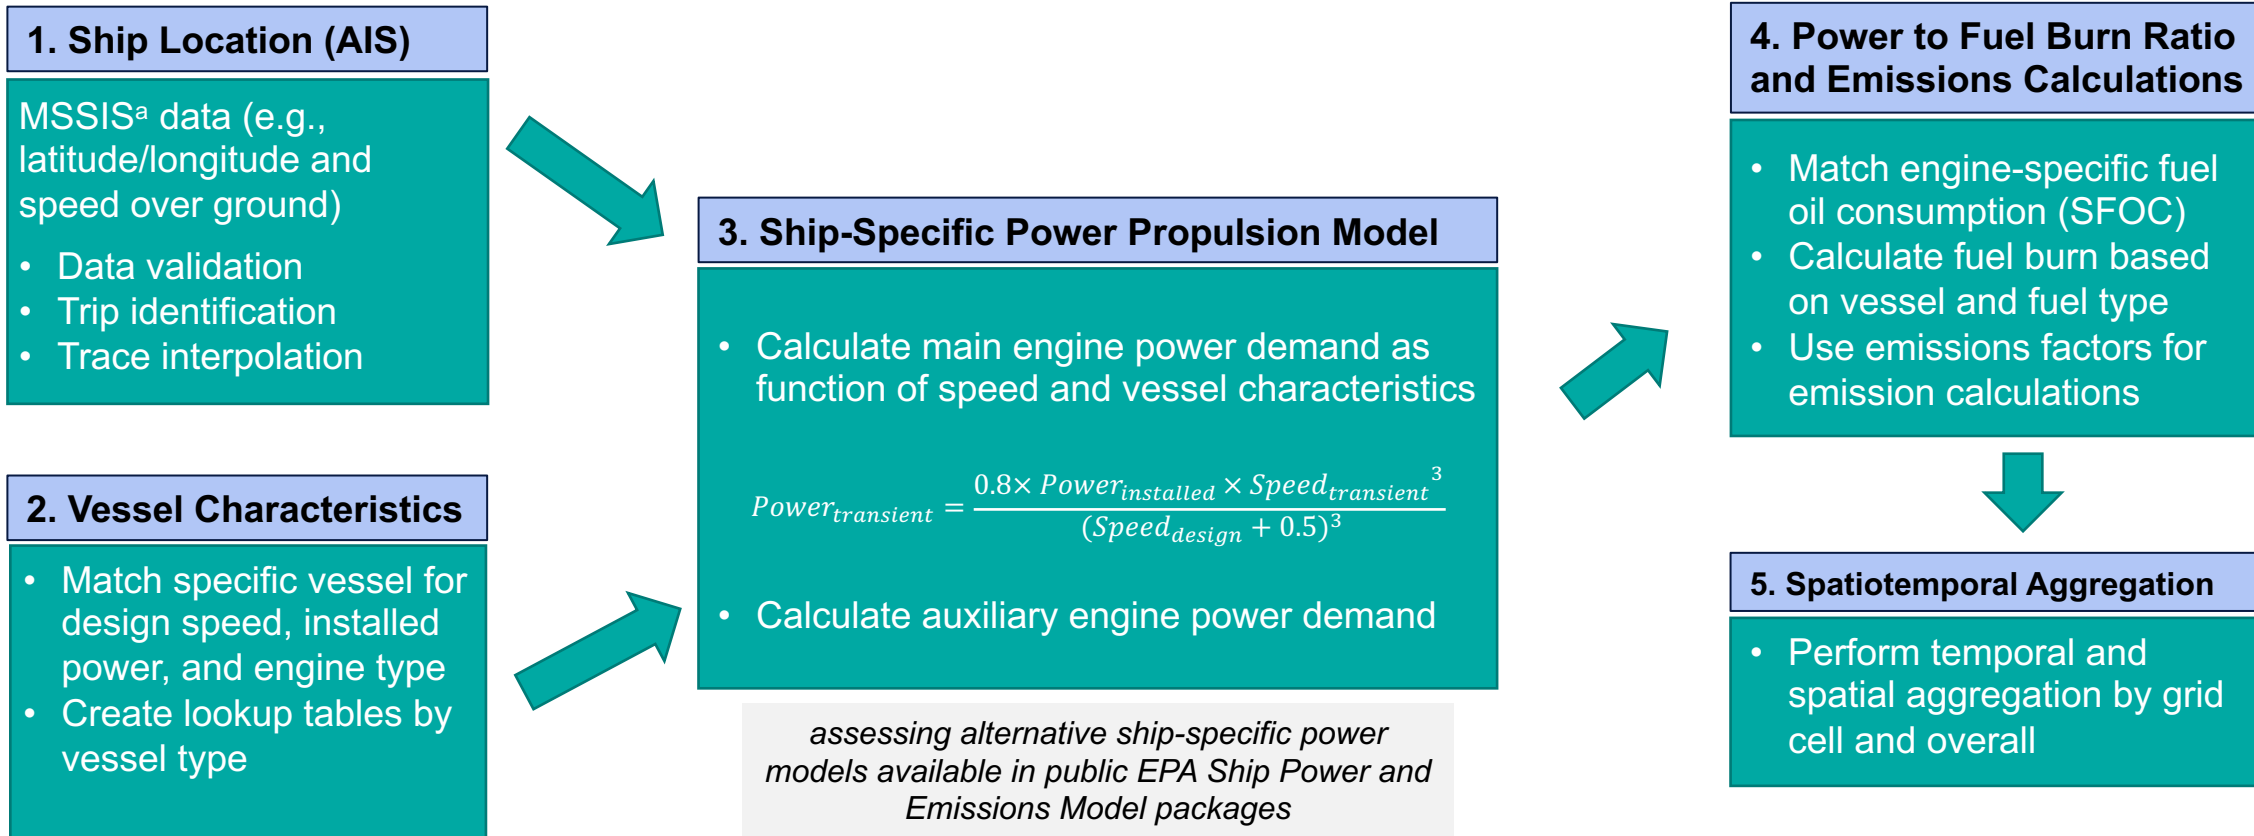 1. Ship Location (AIS)
MSSISᵃ data (e.g.,
latitude/longitude and
speed over ground)
• Data validation
• Trip identification
• Trace interpolation
2. Vessel Characteristics
• Match specific vessel for
design speed, installed
power, and engine type
• Create lookup tables by
vessel type
3. Ship-Specific Power Propulsion Model
• Calculate main engine power demand as
function of speed and vessel characteristics
Power_transient = (0.8× Power_installed × Speed_transient³) / (Speed_design + 0.5)³
• Calculate auxiliary engine power demand
assessing alternative ship-specific power
models available in public EPA Ship Power and
Emissions Model packages
4. Power to Fuel Burn Ratio
and Emissions Calculations
• Match engine-specific fuel
oil consumption (SFOC)
• Calculate fuel burn based
on vessel and fuel type
• Use emissions factors for
emission calculations
5. Spatiotemporal Aggregation
• Perform temporal and
spatial aggregation by grid
cell and overall